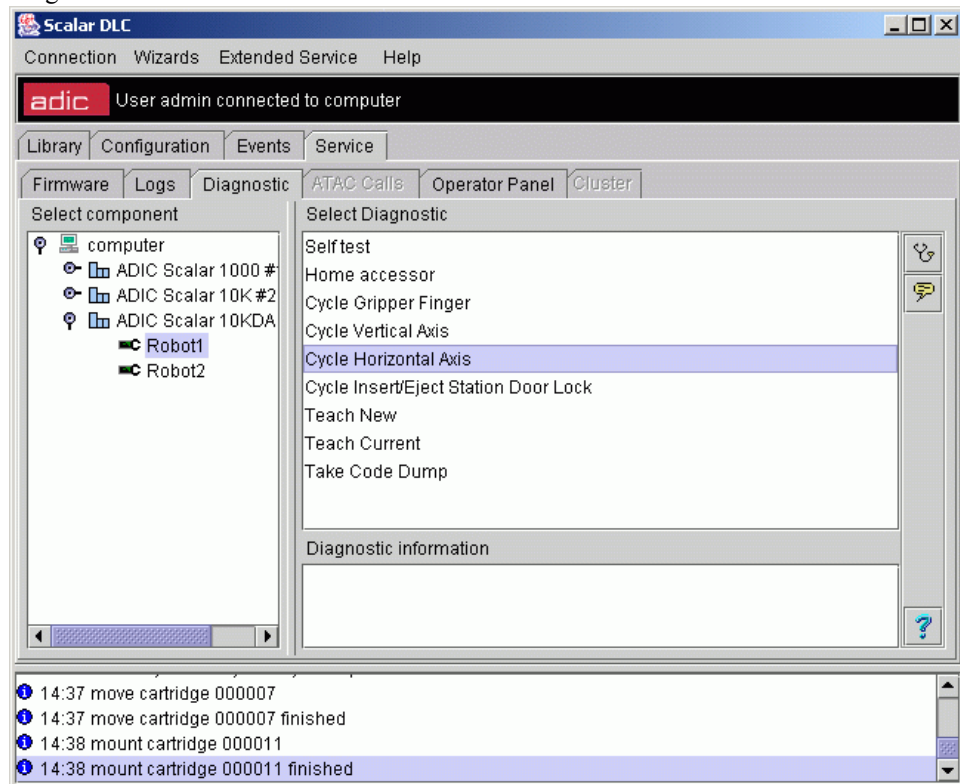 Scalar DLC
Connection Wizards Extended Service Help
adic User admin connected to computer
Library Configuration Events Service
Firmware Logs Diagnostic ATAC Calls Operator Panel Cluster
Select component
computer
ADIC Scalar 1000
ADIC Scalar 10K #2
ADIC Scalar 10KDA
Robot1
Robot2
Select Diagnostic
Self test
Home accessor
Cycle Gripper Finger
Cycle Vertical Axis
Cycle Horizontal Axis
Cycle Insert/Eject Station Door Lock
Teach New
Teach Current
Take Code Dump
Diagnostic information
14:37 move cartridge 000007
14:37 move cartridge 000007 finished
14:38 mount cartridge 000011
14:38 mount cartridge 000011 finished